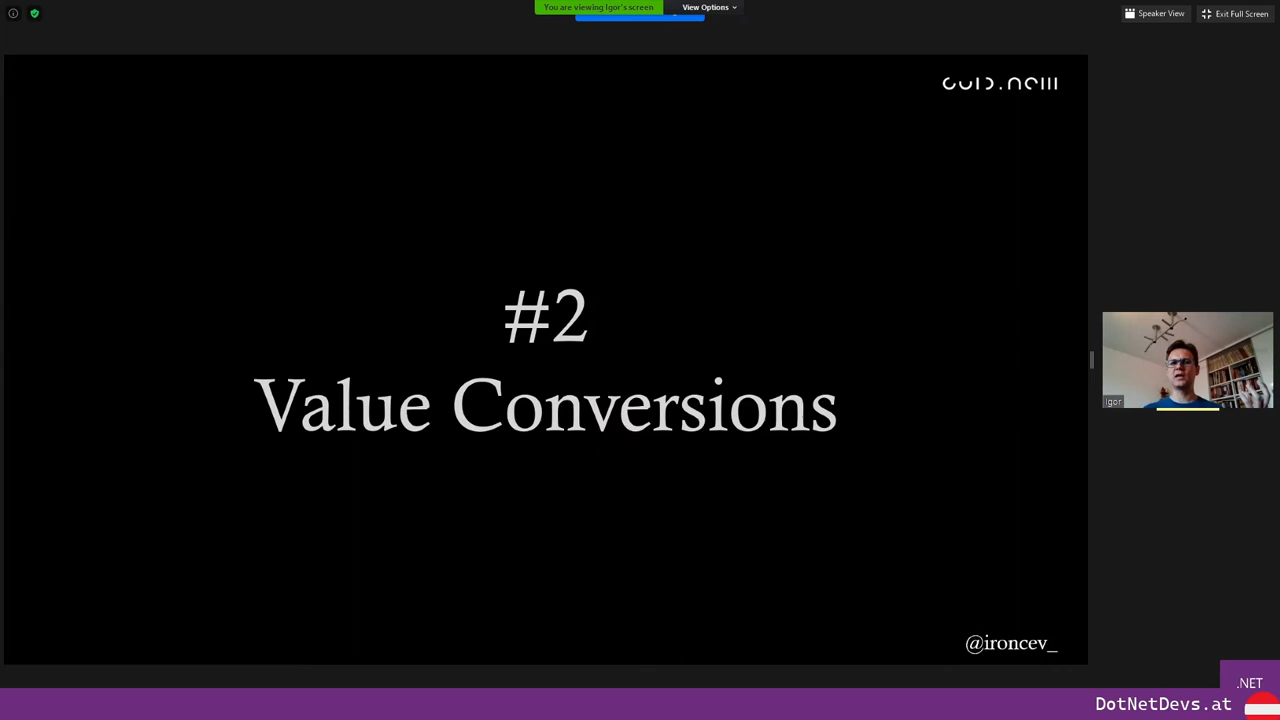 You are viewing Igor's screen
View Options
Speaker View
Exit Full Screen
#2
Value Conversions
Igor
@ironcev_
.NET
DotNetDevs.at